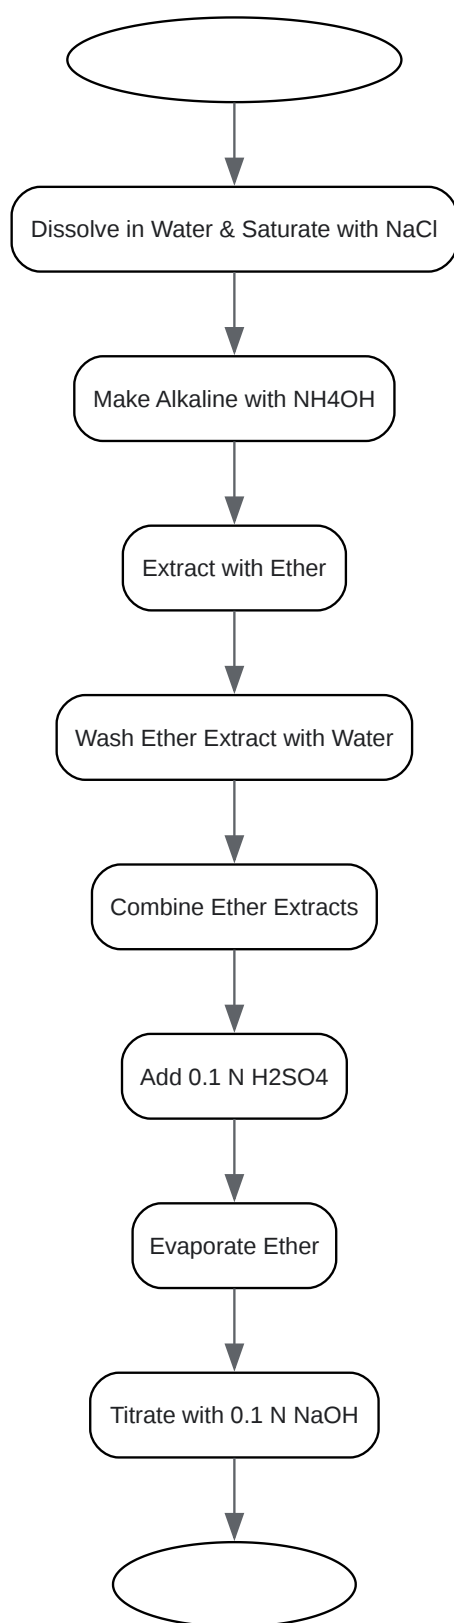 Dissolve in Water & Saturate with NaCl
Make Alkaline with NH4OH
Extract with Ether
Wash Ether Extract with Water
Combine Ether Extracts
Add 0.1 N H2SO4
Evaporate Ether
Titrate with 0.1 N NaOH